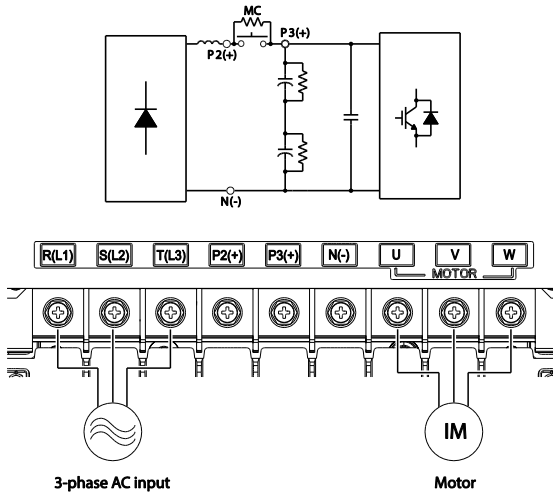 MC
P2(+)
P3(+)
N(-)
R(L1) S(L2) T(L3) P2(+) P3(+) N(-) U V W
MOTOR
IM
3-phase AC input Motor